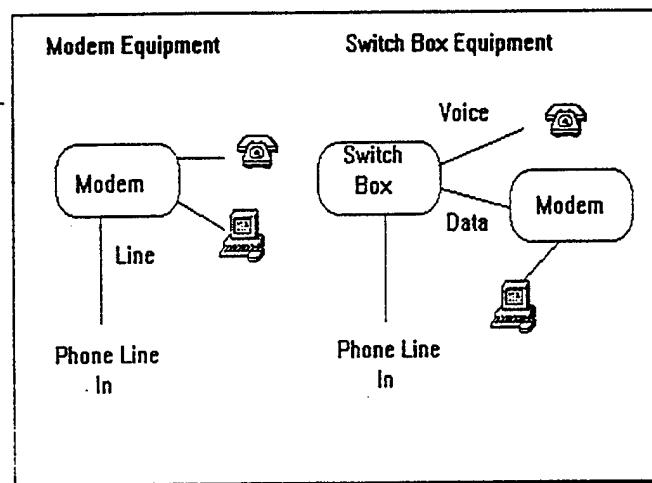 Modem Equipment
Switch Box Equipment
Modem
Line
Phone Line
In
Voice
Switch
Box
Data
Modem
Phone Line
In